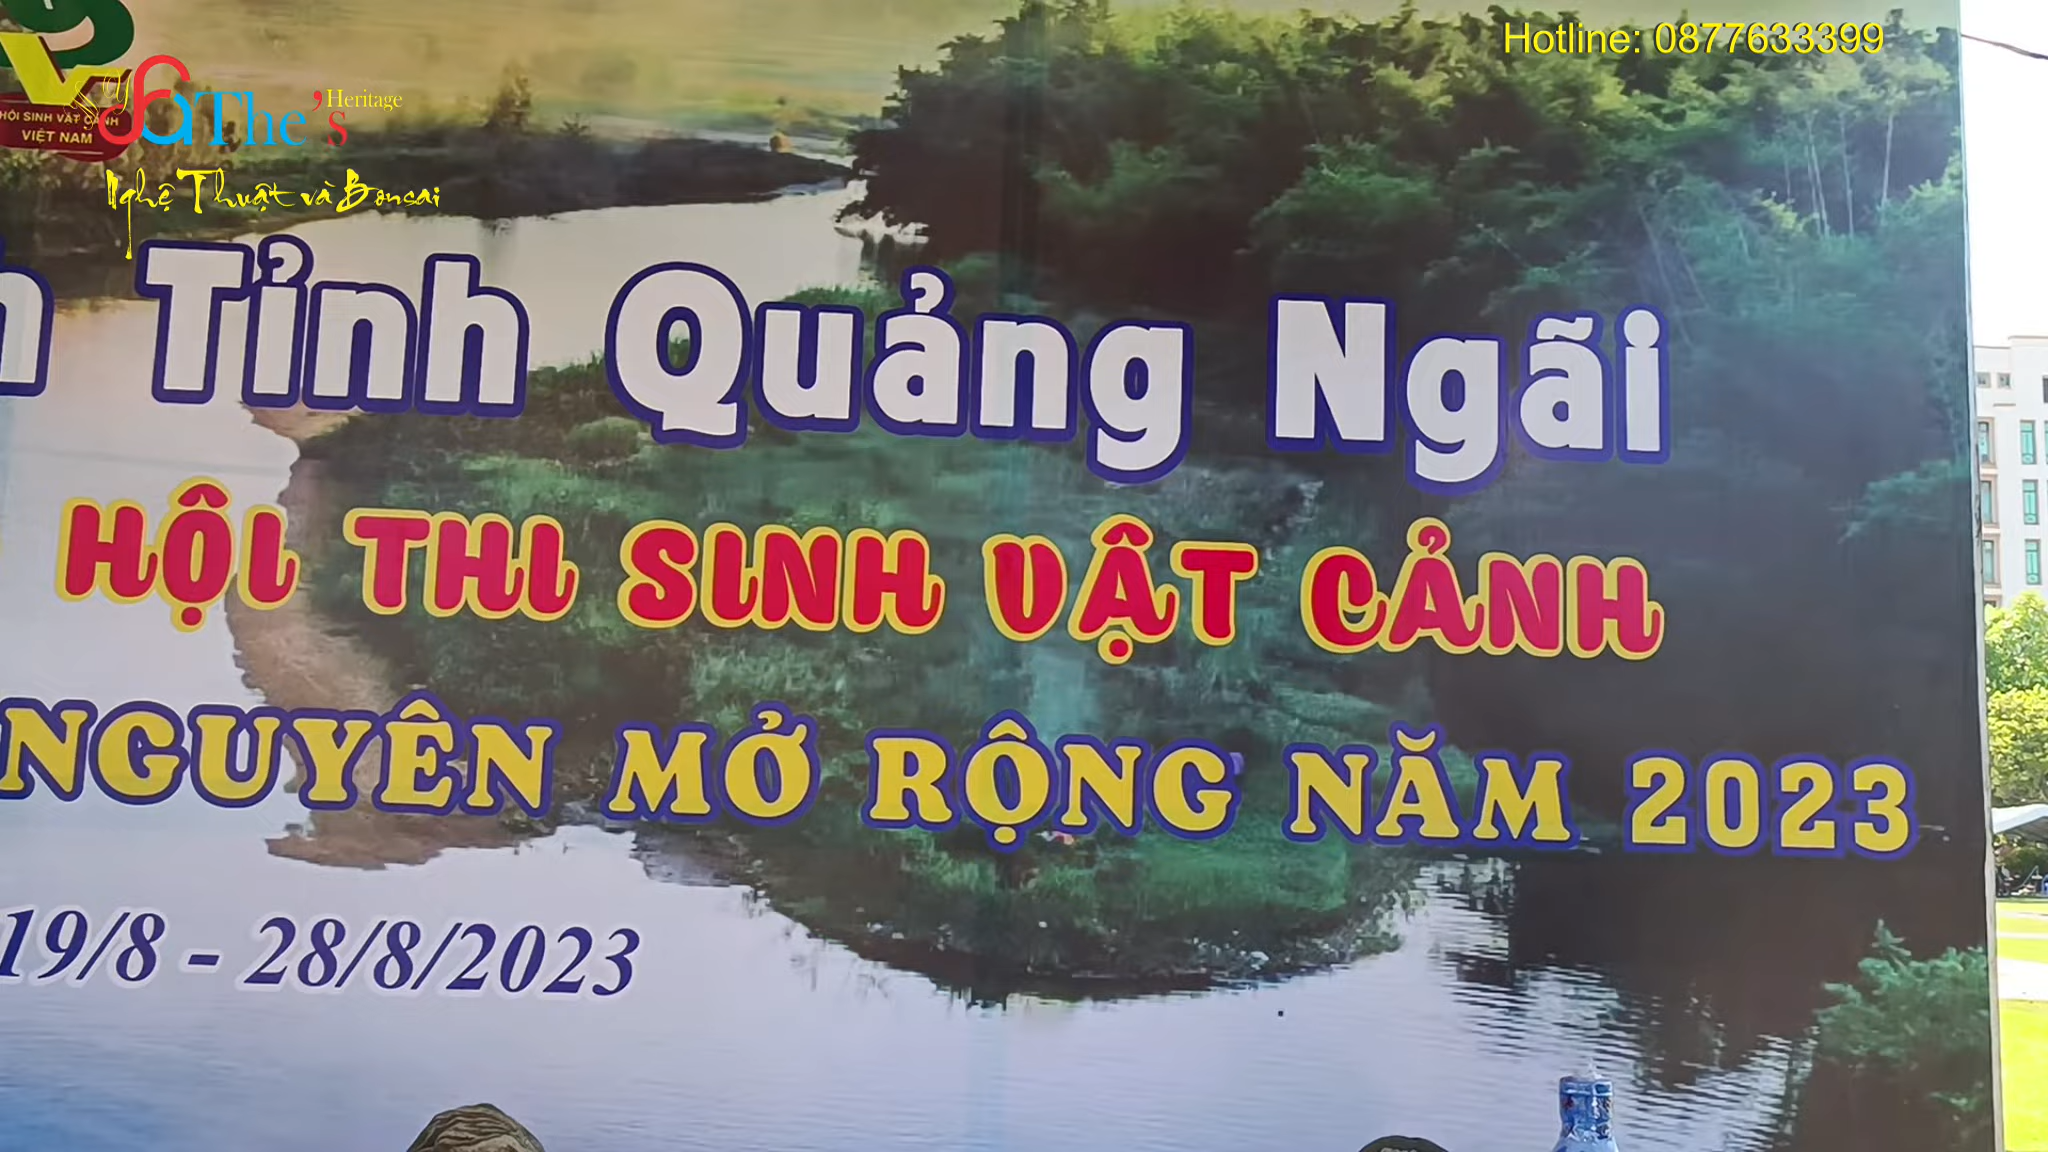 Hotline: 0877633399
HỘI SINH VẬT CẢNH
VIỆT NAM
The's Heritage
Nghệ Thuật và Bonsai
Tỉnh Quảng Ngãi
HỘI THI SINH VẬT CẢNH
NGUYÊN MỞ RỘNG NĂM 2023
19/8 - 28/8/2023